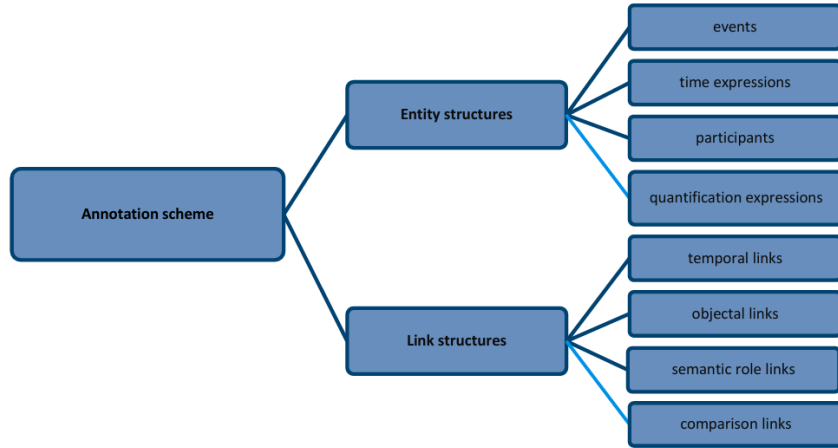 Annotation scheme
Entity structures
events
time expressions
participants
quantification expressions
Link structures
temporal links
objectal links
semantic role links
comparison links